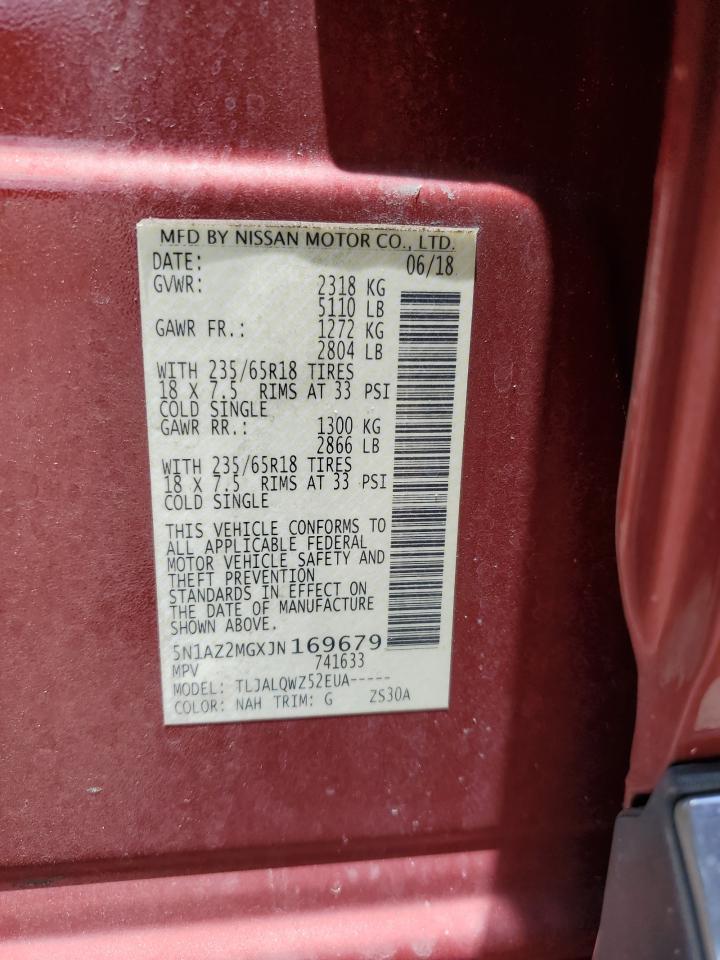 MFD BY NISSAN MOTOR CO., LTD.
DATE: 06/18
GVWR: 2318 KG
5110 LB
GAWR FR.: 1272 KG
2804 LB
WITH 235/65R18 TIRES
18 X 7.5 RIMS AT 33 PSI
COLD SINGLE
GAWR RR.: 1300 KG
2866 LB
WITH 235/65R18 TIRES
18 X 7.5 RIMS AT 33 PSI
COLD SINGLE
THIS VEHICLE CONFORMS TO
ALL APPLICABLE FEDERAL
MOTOR VEHICLE SAFETY AND
THEFT PREVENTION
STANDARDS IN EFFECT ON
THE DATE OF MANUFACTURE
SHOWN ABOVE.
5N1AZ2MGXJN169679
MPV 741633
MODEL: TLJALQWZ52EUA-----
COLOR: NAH TRIM: G ZS30A